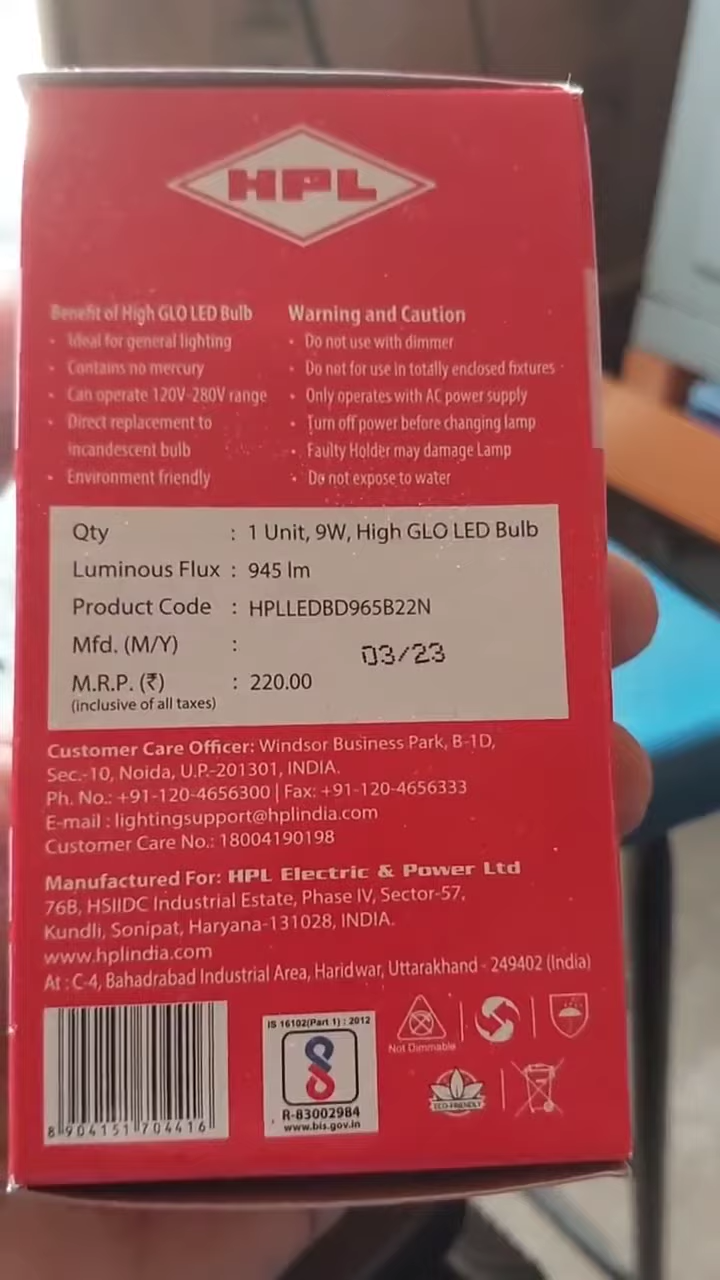 HPL
Benefit of High GLO LED Bulb
• Ideal for general lighting
• Contains no mercury
• Can operate 120V-280V range
• Direct replacement to
incandescent bulb
• Environment friendly
Warning and Caution
• Do not use with dimmer
• Do not for use in totally enclosed fixtures
• Only operates with AC power supply
• Turn off power before changing lamp
• Faulty Holder may damage Lamp
• Do not expose to water
Qty : 1 Unit, 9W, High GLO LED Bulb
Luminous Flux : 945 lm
Product Code : HPLLEDBD965B22N
Mfd. (M/Y) : 03/23
M.R.P. (₹) : 220.00
(inclusive of all taxes)
Customer Care Officer: Windsor Business Park, B-1D,
Sec.-10, Noida, U.P.-201301, INDIA.
Ph. No.: +91-120-4656300 | Fax: +91-120-4656333
E-mail : lightingsupport@hplindia.com
Customer Care No.: 18004190198
Manufactured For: HPL Electric & Power Ltd
76B, HSIIDC Industrial Estate, Phase IV, Sector-57,
Kundli, Sonipat, Haryana-131028, INDIA.
www.hplindia.com
At : C-4, Bahadrabad Industrial Area, Haridwar, Uttarakhand - 249402 (India)
8 904151 704416
IS 16102(Part 1) : 2012
R-83002984
www.bis.gov.in
Not Dimmable
ECO-FRIENDLY